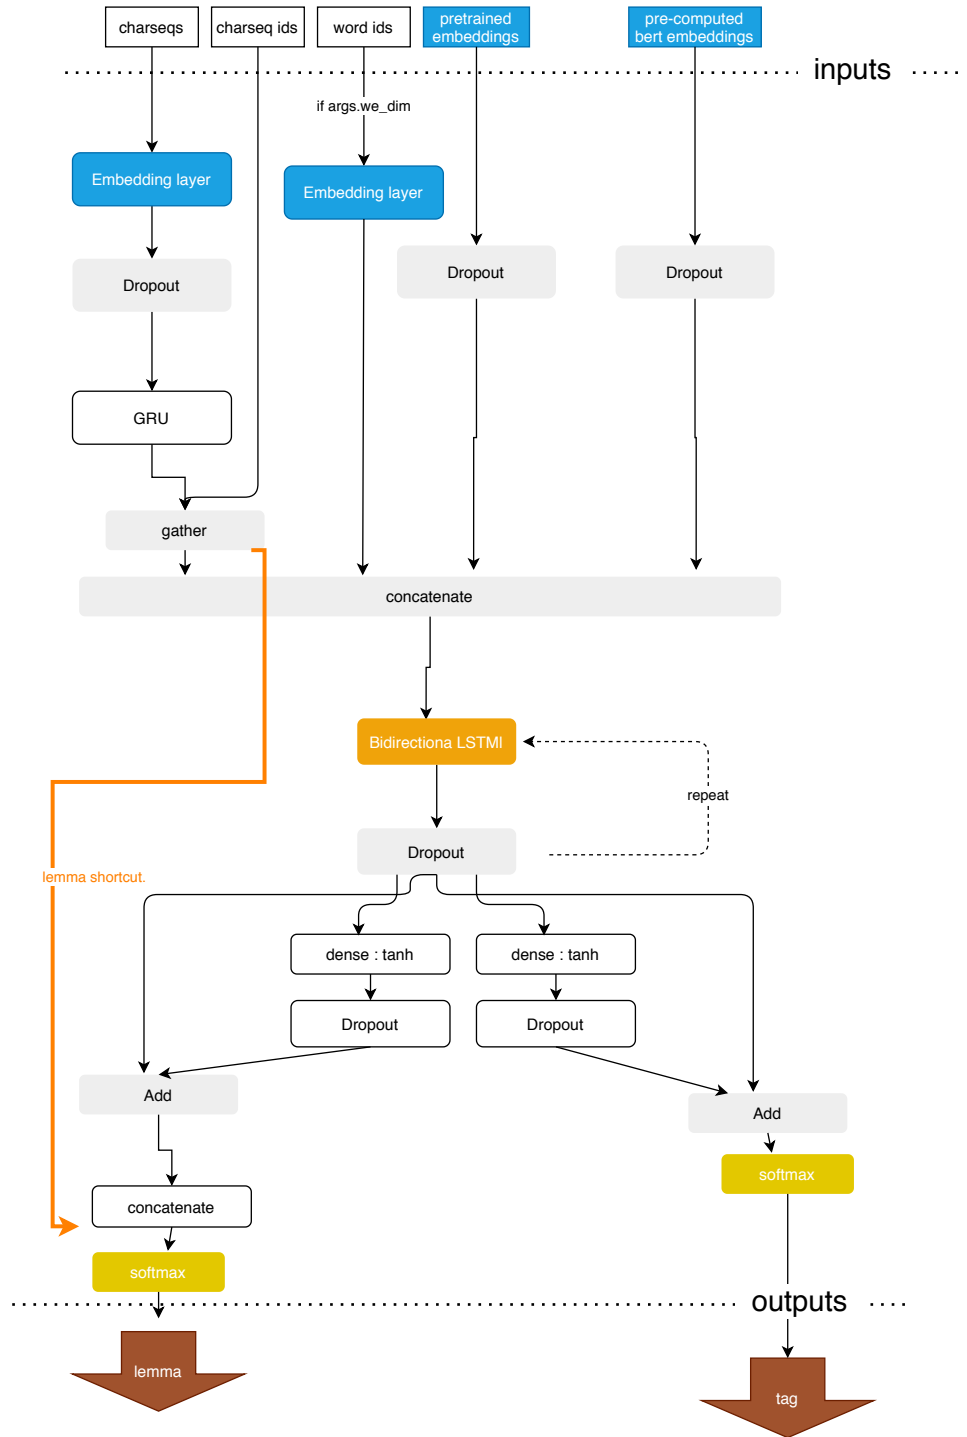 charseqs
charseq ids
word ids
pretrained
embeddings
pre-computed
bert embeddings
inputs
if args.we_dim
Embedding layer
Embedding layer
Dropout
Dropout
Dropout
GRU
gather
concatenate
Bidirectiona LSTMl
repeat
Dropout
lemma shortcut.
dense : tanh
dense : tanh
Dropout
Dropout
Add
Add
softmax
concatenate
softmax
outputs
lemma
tag